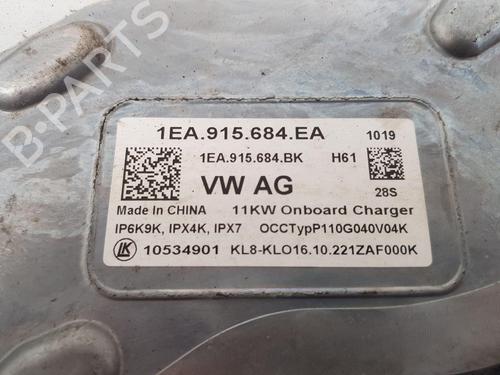 1EA.915.684.EA 1019
1EA.915.684.BK H61
VW AG 28S
Made In CHINA 11KW Onboard Charger
IP6K9K, IPX4K, IPX7 OCCTypP110G040V04K
LK 10534901 KL8-KLO16.10.221ZAF000K